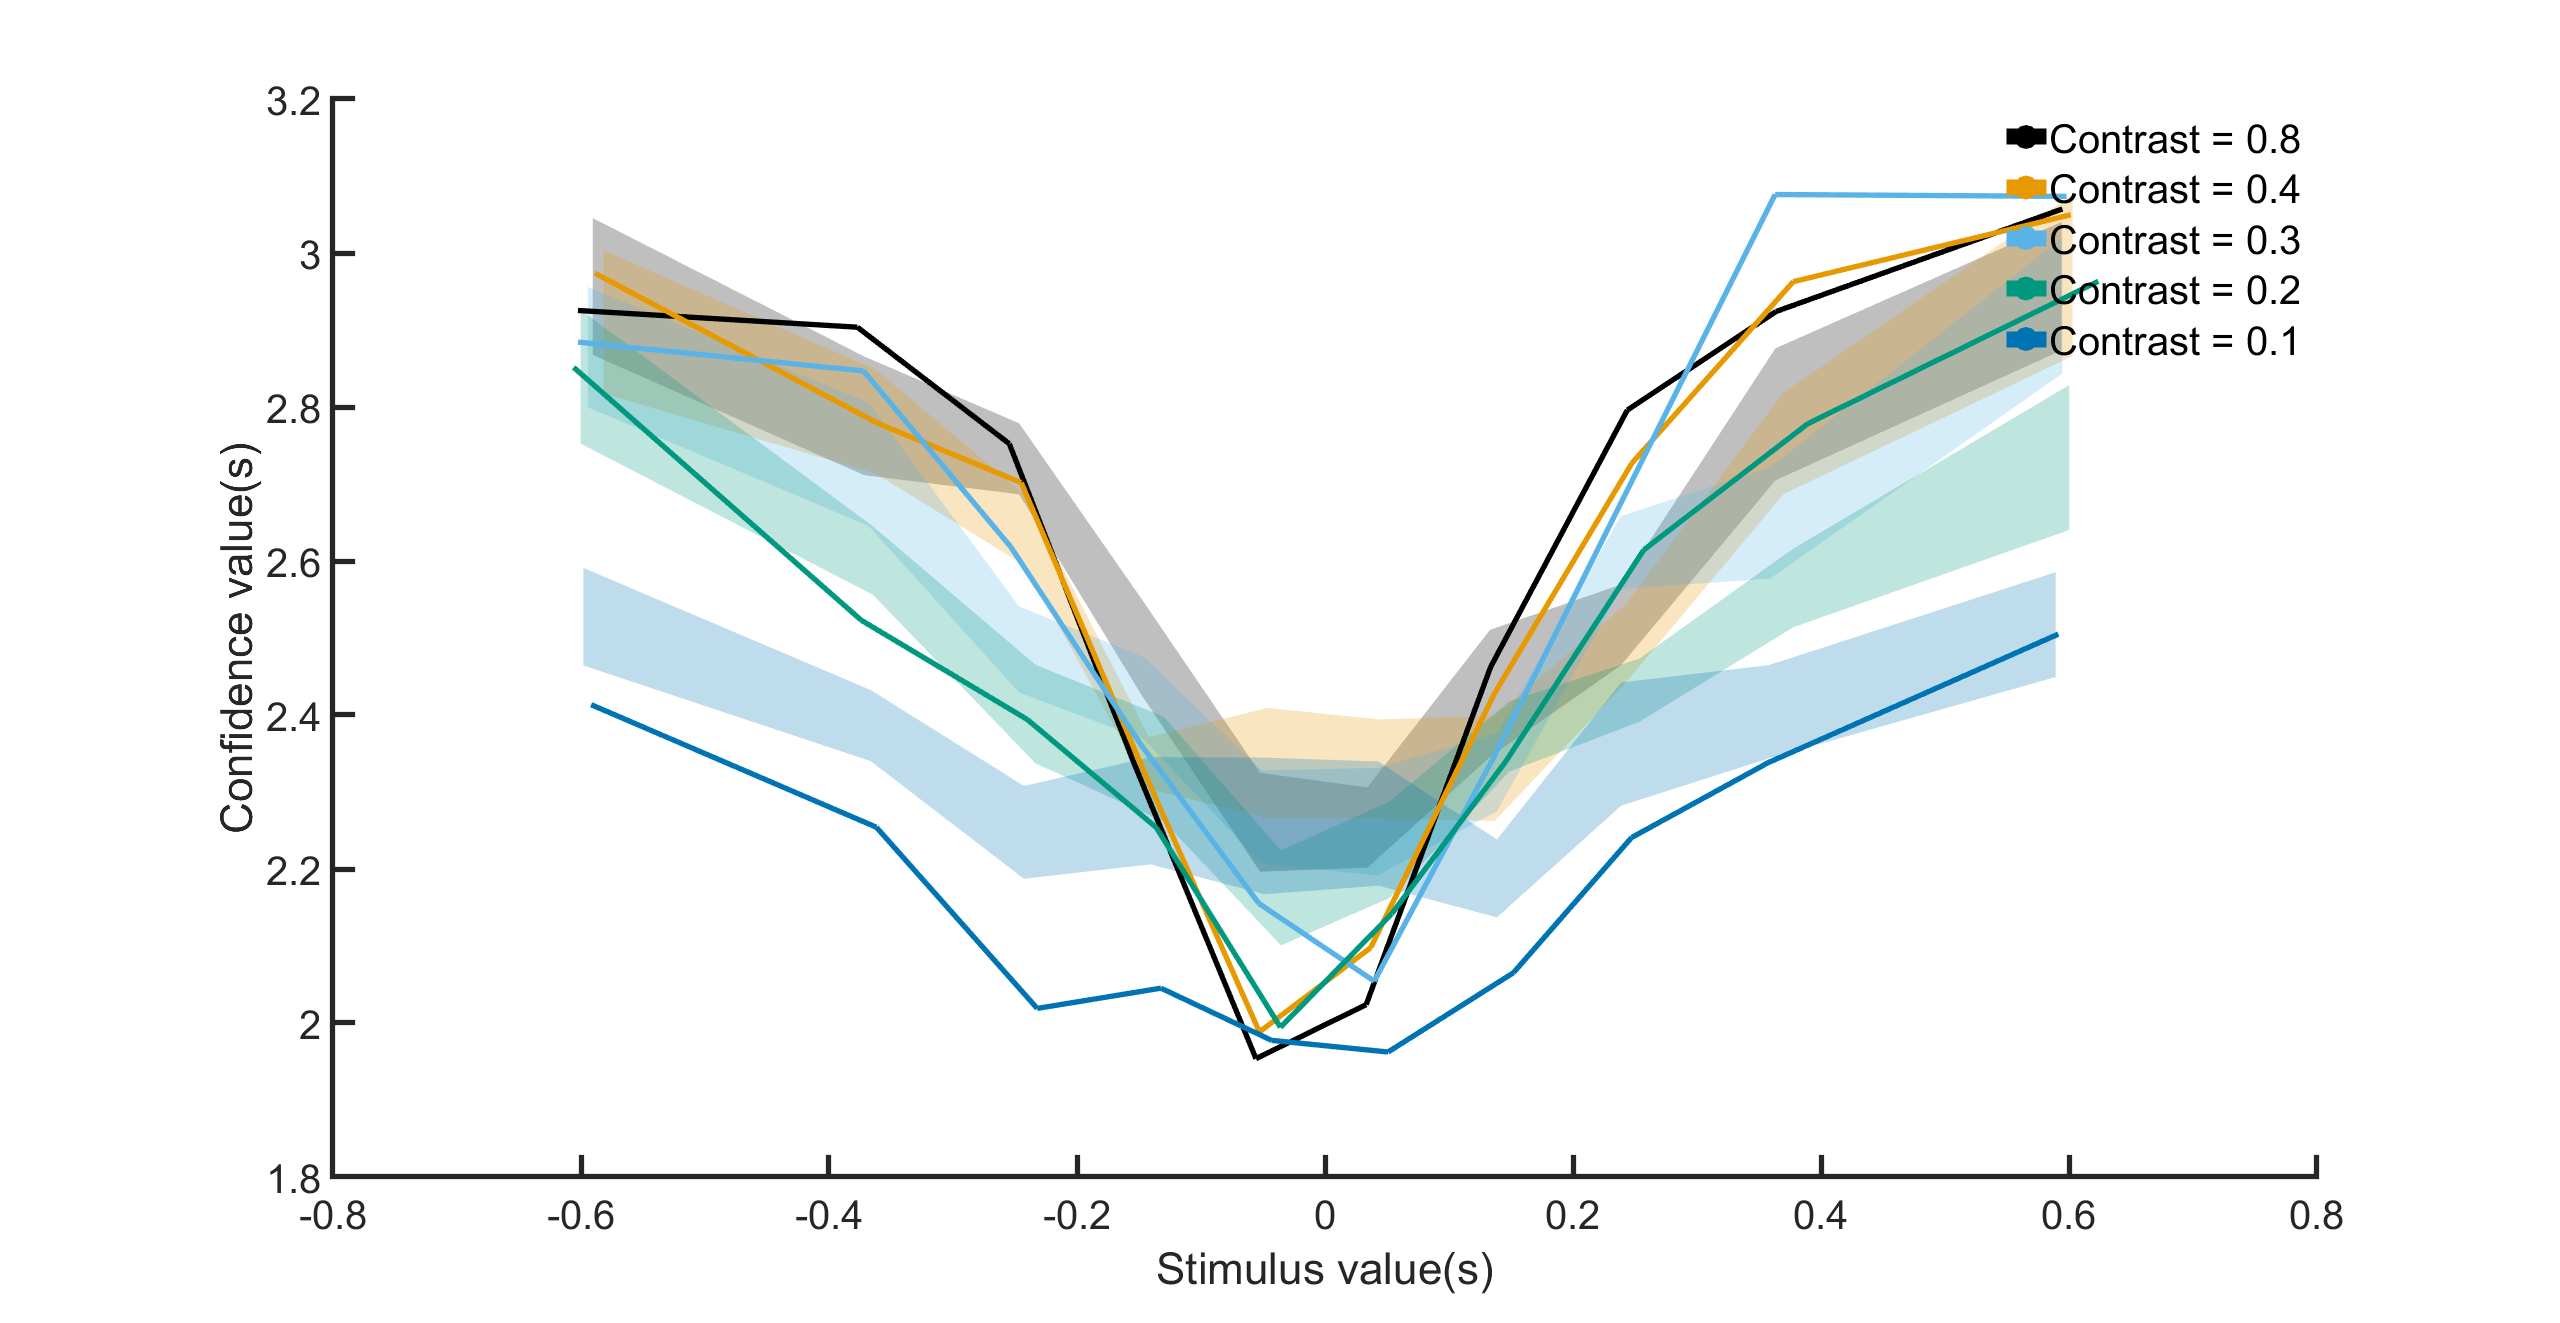 3.2
3
2.8
2.6
2.4
2.2
2
1.8
Confidence value(s)
-0.8 -0.6 -0.4 -0.2 0 0.2 0.4 0.6 0.8
Stimulus value(s)
Contrast = 0.8
Contrast = 0.4
Contrast = 0.3
Contrast = 0.2
Contrast = 0.1